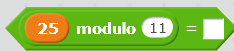 25 modulo 11 =